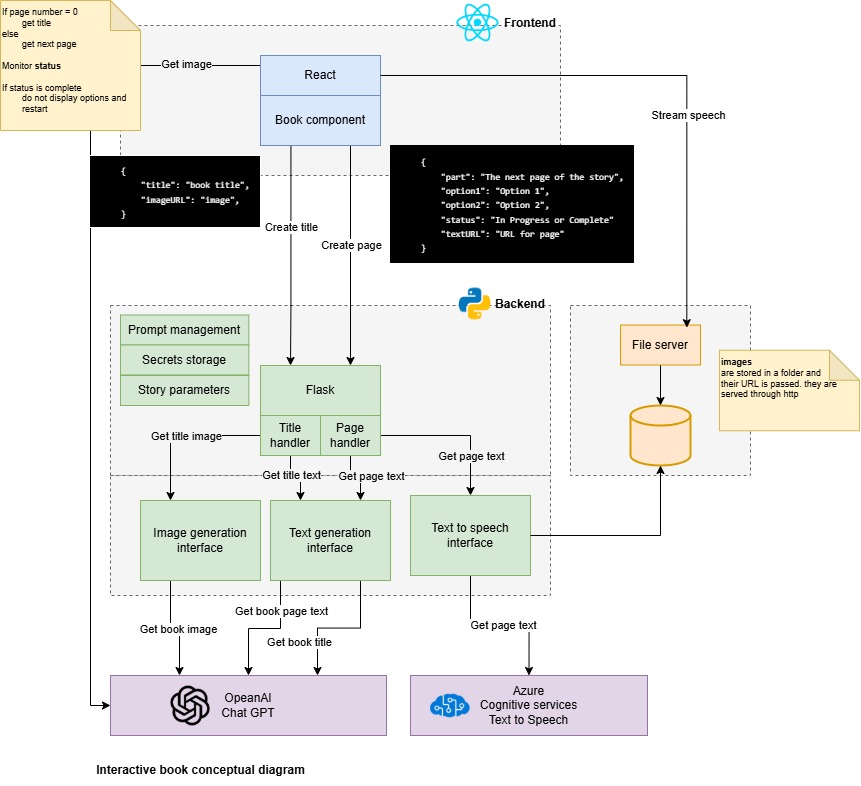 If page number = 0
get title
else
get next page
Monitor status
If status is complete
do not display options and
restart
Frontend
Get image
React
Book component
Stream speech
{
"title": "book title",
"imageURL": "image",
}
{
"part": "The next page of the story",
"option1": "Option 1",
"option2": "Option 2",
"status": "In Progress or Complete"
"textURL": "URL for page"
}
Create title
Create page
Backend
Prompt management
Secrets storage
Story parameters
Flask
Title
handler
Page
handler
File server
images
are stored in a folder and
their URL is passed. they are
served through http
Get title image
Get title text
Get page text
Get page text
Image generation
interface
Text generation
interface
Text to speech
interface
Get book image
Get book page text
Get book title
Get page text
OpeanAI
Chat GPT
Azure
Cognitive services
Text to Speech
Interactive book conceptual diagram